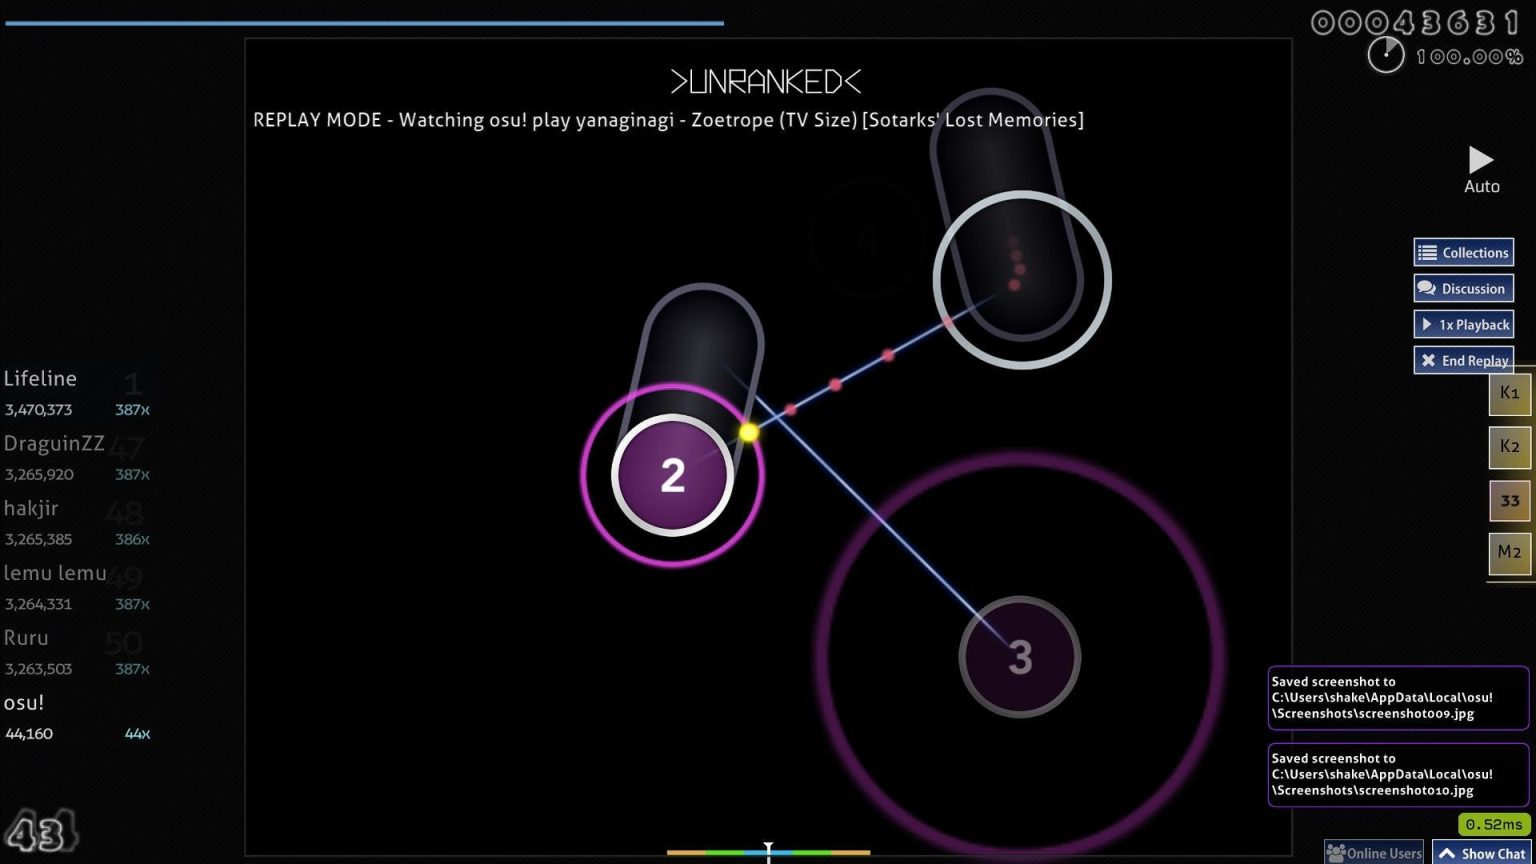 00043631
100.00%
>UNRANKED<
REPLAY MODE - Watching osu! play yanaginagi - Zoetrope (TV Size) [Sotarks' Lost Memories]
Auto
4
Collections
Discussion
1x Playback
End Replay
K1
K2
33
M2
Lifeline 1
3,470,373 387x
DraguinZZ 47
3,265,920 387x
hakjir 48
3,265,385 386x
lemu lemu 49
3,264,331 387x
Ruru 50
3,263,503 387x
osu!
44,160 44x
2
3
Saved screenshot to
C:\Users\shake\AppData\Local\osu!
\Screenshots\screenshot009.jpg
Saved screenshot to
C:\Users\shake\AppData\Local\osu!
\Screenshots\screenshot010.jpg
0.52ms
Online Users
Show Chat